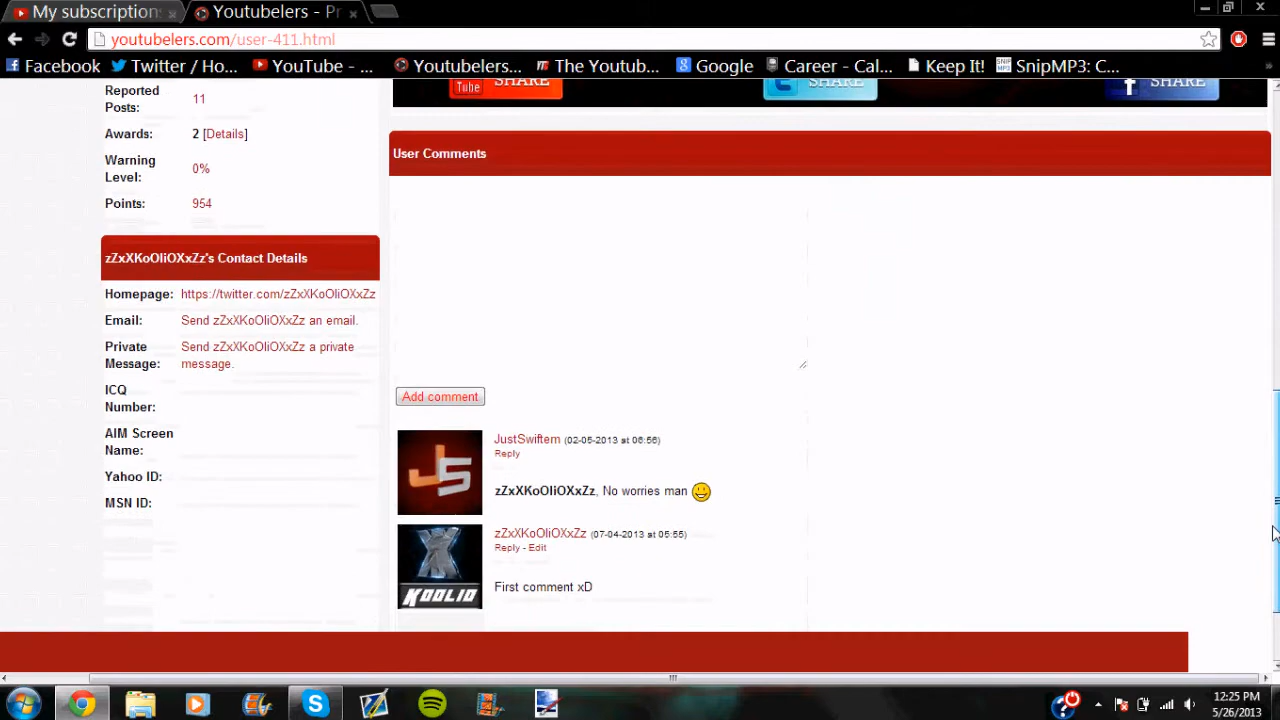 My subscription
Youtubelers - Pr
youtubelers.com/user-411.html
Facebook
Twitter / Ho...
YouTube - ...
Youtubelers...
The Youtub...
Google
Career - Cal...
Keep It!
SnipMP3: C...
Reported Posts: 11
Awards: 2 [Details]
Warning Level: 0%
Points: 954
zZxXKoOliOXxZz's Contact Details
Homepage: https://twitter.com/zZxXKoOliOXxZz
Email: Send zZxXKoOliOXxZz an email.
Private Message: Send zZxXKoOliOXxZz a private message.
ICQ Number:
AIM Screen Name:
Yahoo ID:
MSN ID:
Tube SHARE
SHARE
f SHARE
User Comments
Add comment
JS
JustSwiftem (02-05-2013 at 06:56)
Reply
zZxXKoOliOXxZz, No worries man
X KOOLIO
zZxXKoOliOXxZz (07-04-2013 at 05:55)
Reply - Edit
First comment xD
12:25 PM
5/26/2013